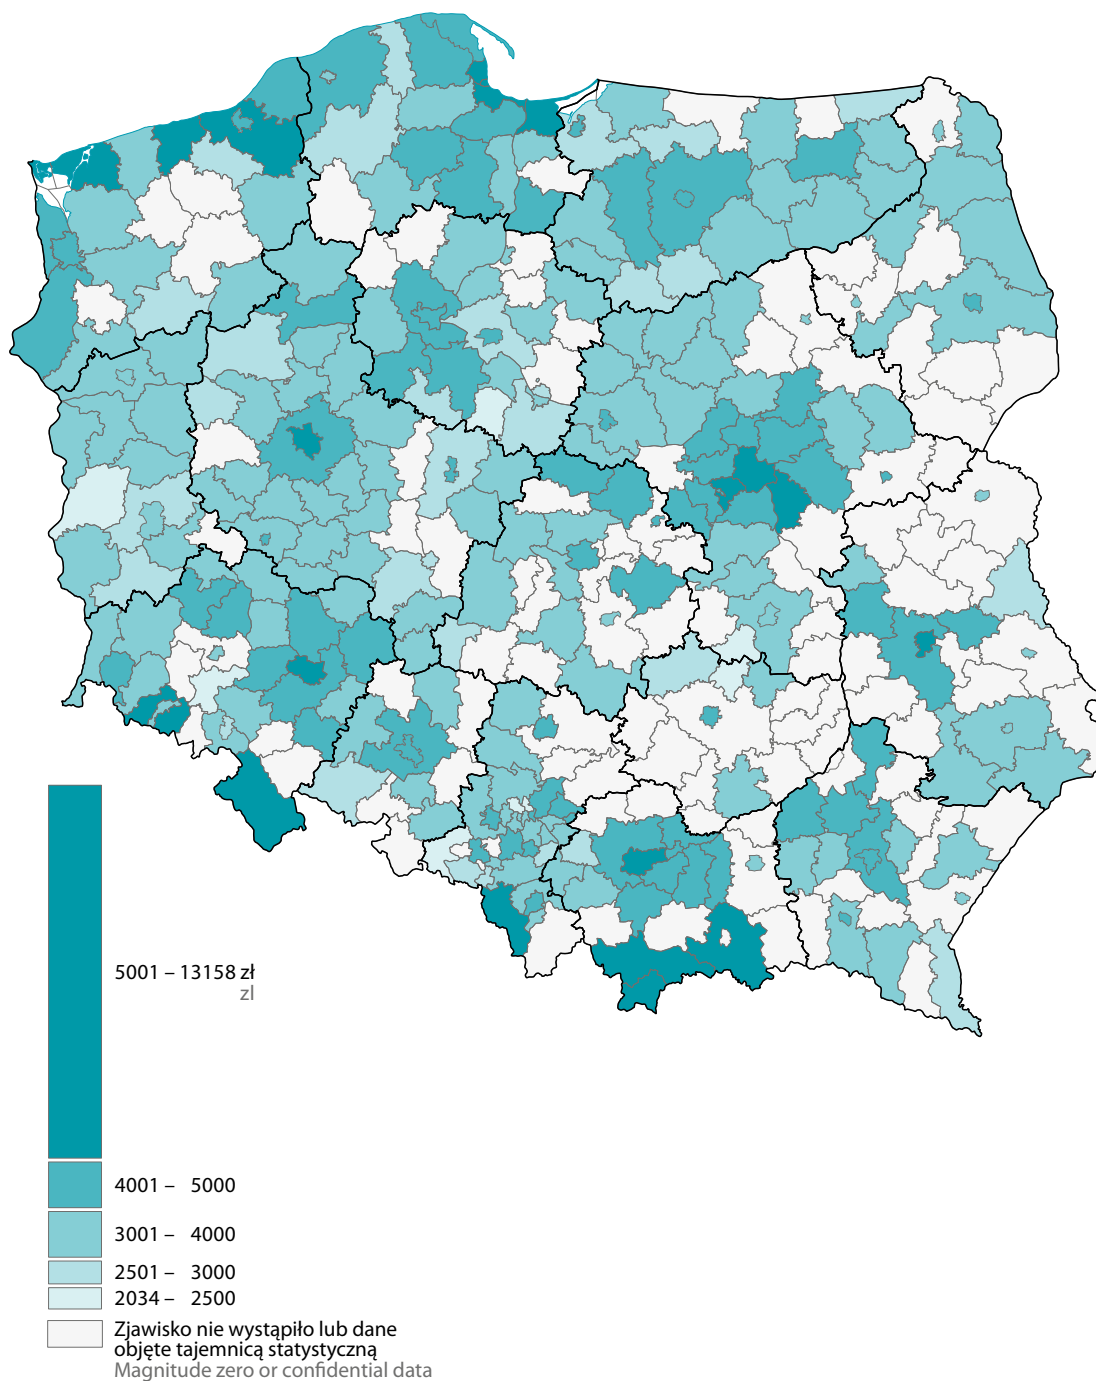 5001 – 13158 zł
zl
4001 – 5000
3001 – 4000
2501 – 3000
2034 – 2500
Zjawisko nie wystąpiło lub dane
objęte tajemnicą statystyczną
Magnitude zero or confidential data